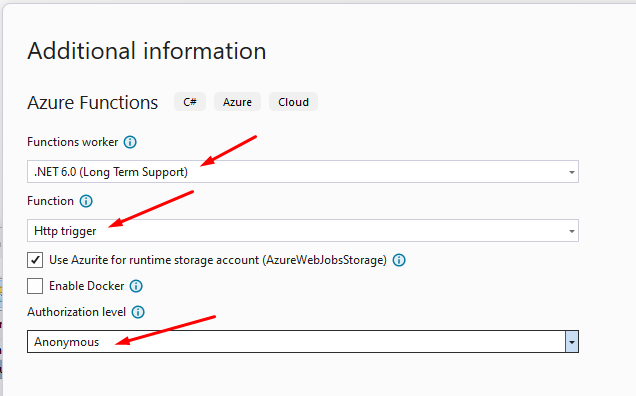 Additional information
Azure Functions C# Azure Cloud
Functions worker
.NET 6.0 (Long Term Support)
Function
Http trigger
Use Azurite for runtime storage account (AzureWebJobsStorage)
Enable Docker
Authorization level
Anonymous